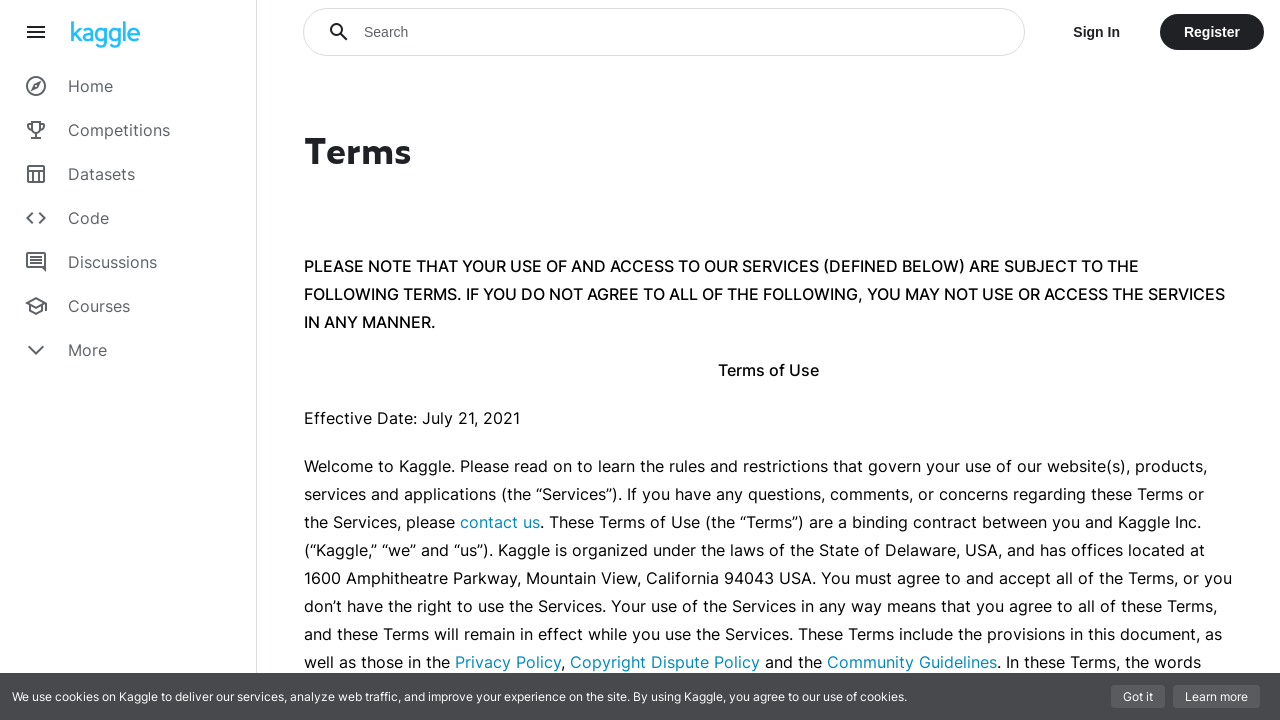 kaggle
Search
Sign In
Register
Home
Competitions
Datasets
Code
Discussions
Courses
More
Terms
PLEASE NOTE THAT YOUR USE OF AND ACCESS TO OUR SERVICES (DEFINED BELOW) ARE SUBJECT TO THE
FOLLOWING TERMS. IF YOU DO NOT AGREE TO ALL OF THE FOLLOWING, YOU MAY NOT USE OR ACCESS THE SERVICES
IN ANY MANNER.
Terms of Use
Effective Date: July 21, 2021
Welcome to Kaggle. Please read on to learn the rules and restrictions that govern your use of our website(s), products,
services and applications (the “Services”). If you have any questions, comments, or concerns regarding these Terms or
the Services, please contact us. These Terms of Use (the “Terms”) are a binding contract between you and Kaggle Inc.
(“Kaggle,” “we” and “us”). Kaggle is organized under the laws of the State of Delaware, USA, and has offices located at
1600 Amphitheatre Parkway, Mountain View, California 94043 USA. You must agree to and accept all of the Terms, or you
don’t have the right to use the Services. Your use of the Services in any way means that you agree to all of these Terms,
and these Terms will remain in effect while you use the Services. These Terms include the provisions in this document, as
well as those in the Privacy Policy, Copyright Dispute Policy and the Community Guidelines. In these Terms, the words
We use cookies on Kaggle to deliver our services, analyze web traffic, and improve your experience on the site. By using Kaggle, you agree to our use of cookies.
Got it
Learn more